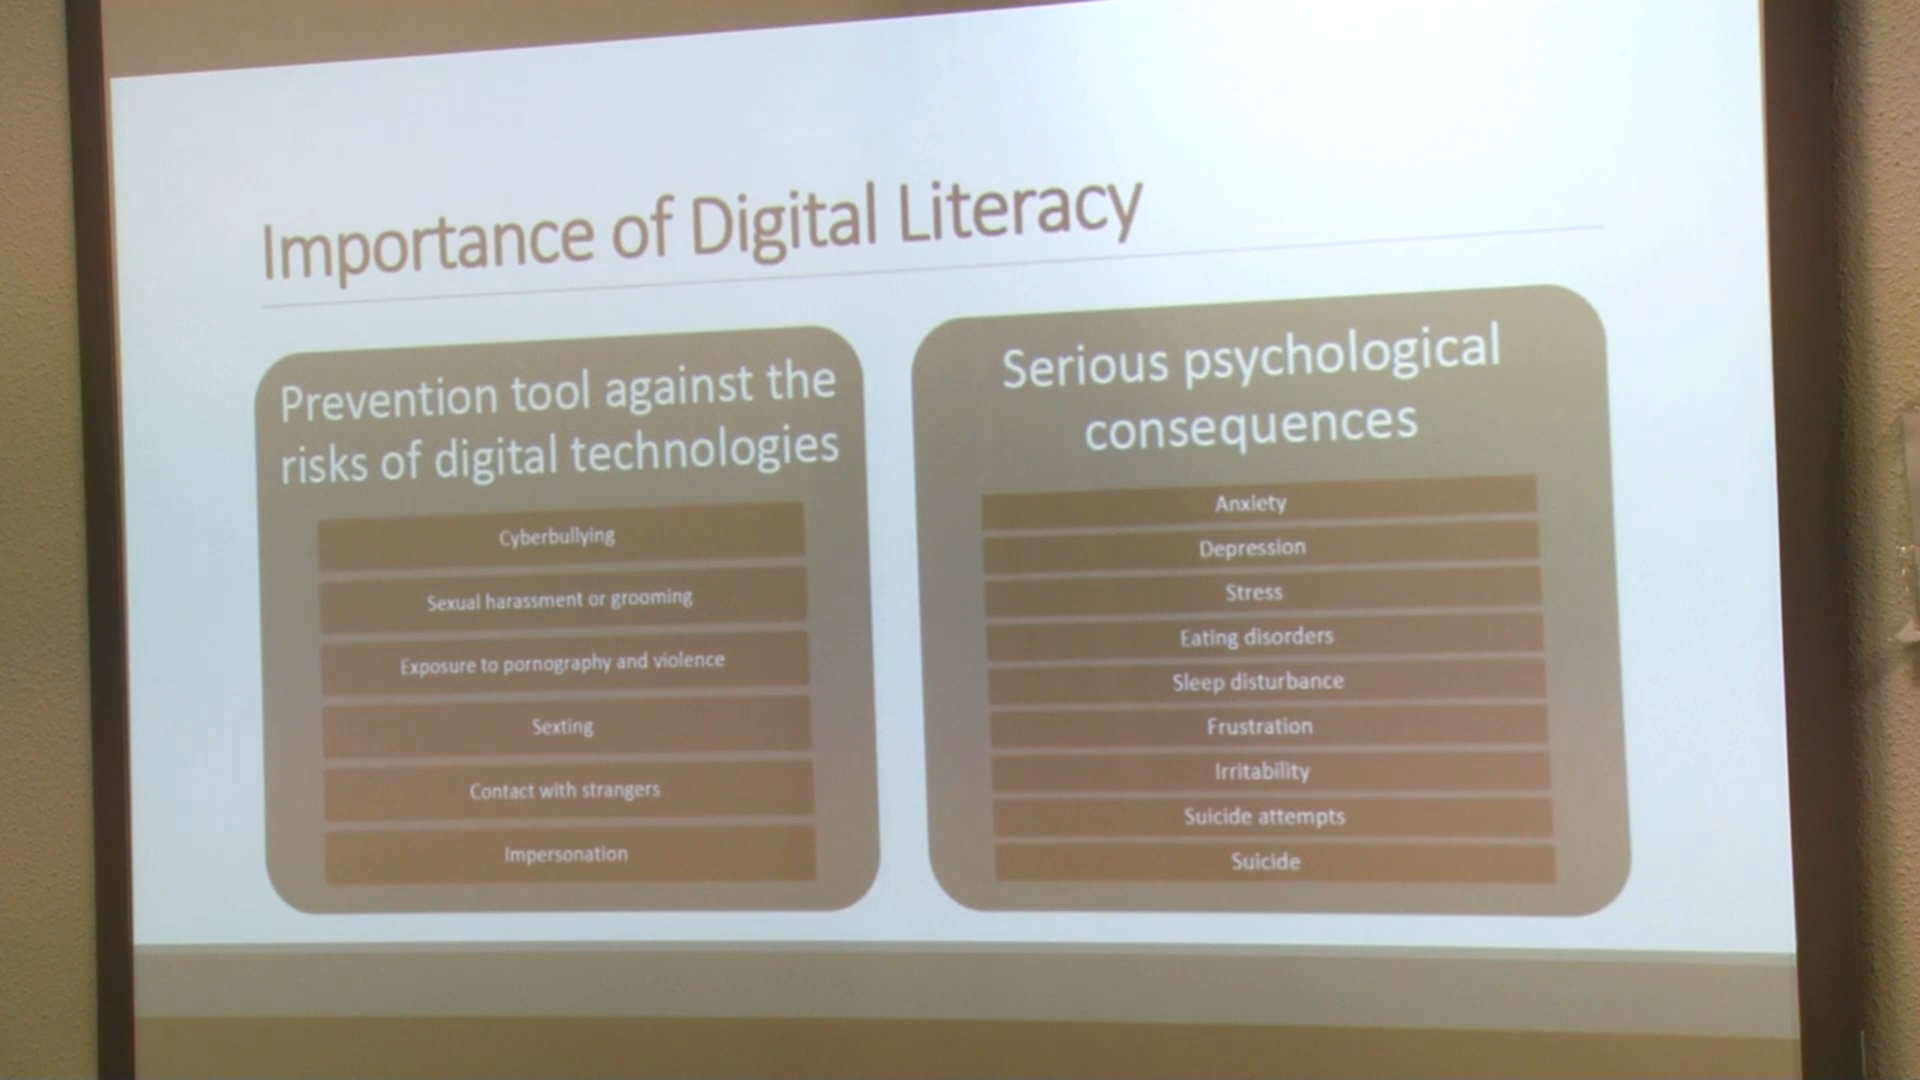 Importance of Digital Literacy
Prevention tool against the
risks of digital technologies
Cyberbullying
Sexual harassment or grooming
Exposure to pornography and violence
Sexting
Contact with strangers
Impersonation
Serious psychological
consequences
Anxiety
Depression
Stress
Eating disorders
Sleep disturbance
Frustration
Irritability
Suicide attempts
Suicide